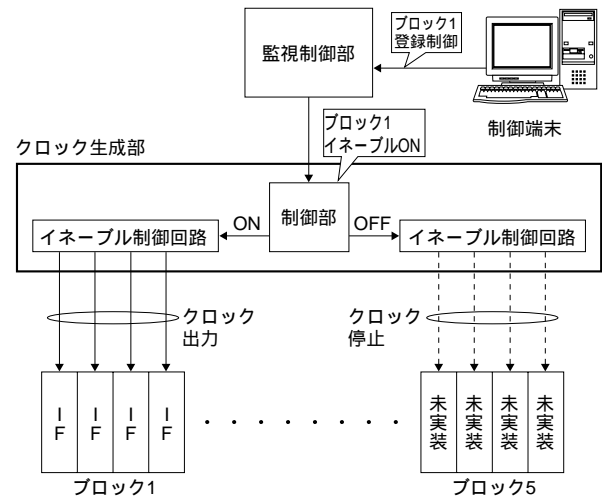 ブロック1
登録制御
監視制御部
制御端末
ブロック1
イネーブルON
クロック生成部
制御部
ON
OFF
イネーブル制御回路
イネーブル制御回路
クロック
出力
クロック
停止
IF
IF
IF
IF
未実装
未実装
未実装
未実装
ブロック1
ブロック5